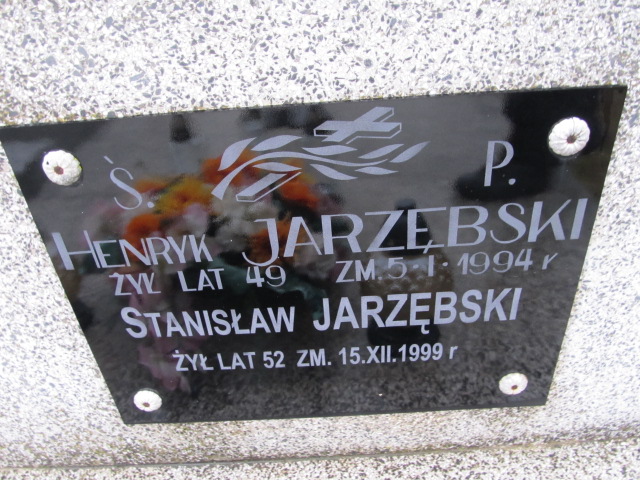 Ś. P.
HENRYK JARZĘBSKI
ŻYŁ LAT 49 ZM. 5·I·1994 r
STANISŁAW JARZĘBSKI
ŻYŁ LAT 52 ZM. 15.XII.1999 r